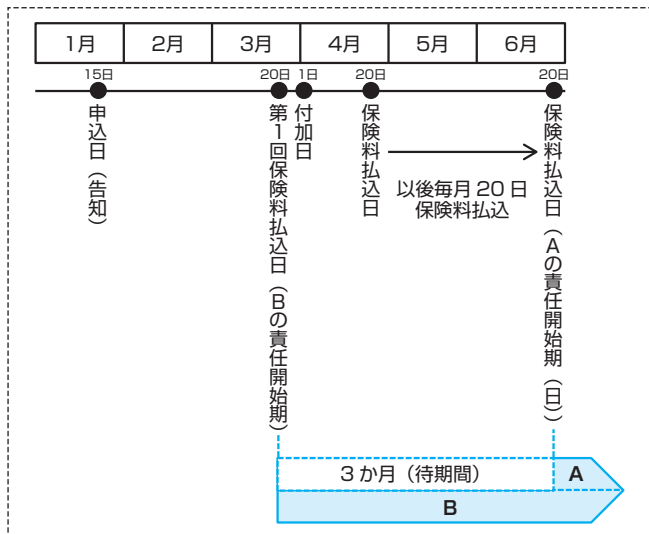 1月 2月 3月 4月 5月 6月
15日 20日 1日 20日 20日
申込日（告知）
第1回保険料払込日（Bの責任開始期）
付加日
保険料払込日
以後毎月20日
保険料払込
保険料払込日（Aの責任開始期（日））
3か月（待期間） A
B